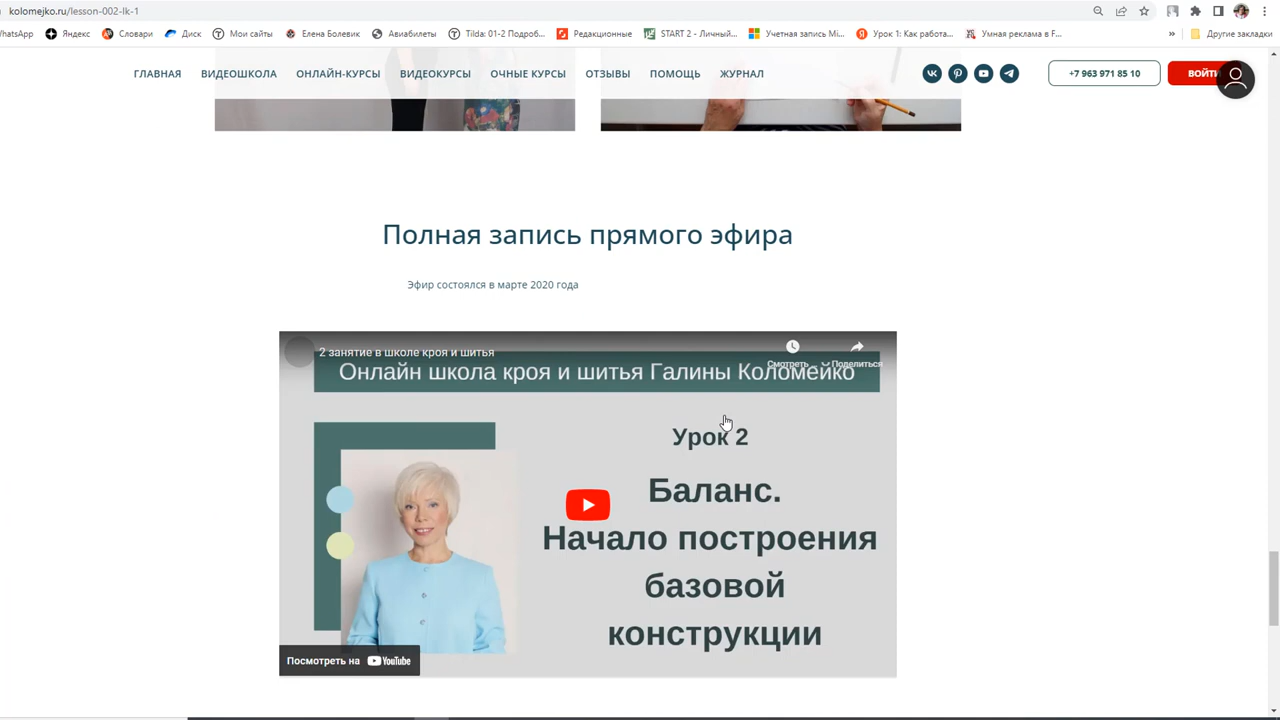 kolomejko.ru/lesson-002-lk-1
WhatsApp Яндекс Словари Диск Мои сайты Елена Болевик Авиабилеты Tilda: 01-2 Подроб... Редакционные START 2 - Личный... Учетная запись Mi... Урок 1: Как работа... Умная реклама в F... » Другие закладки
ГЛАВНАЯ ВИДЕОШКОЛА ОНЛАЙН-КУРСЫ ВИДЕОКУРСЫ ОЧНЫЕ КУРСЫ ОТЗЫВЫ ПОМОЩЬ ЖУРНАЛ +7 963 971 85 10 ВОЙТИ
Полная запись прямого эфира
Эфир состоялся в марте 2020 года
2 занятие в школе кроя и шитья
Смотреть... Поделиться
Онлайн школа кроя и шитья Галины Коломейко
Урок 2
Баланс.
Начало построения
базовой
конструкции
Посмотреть на YouTube